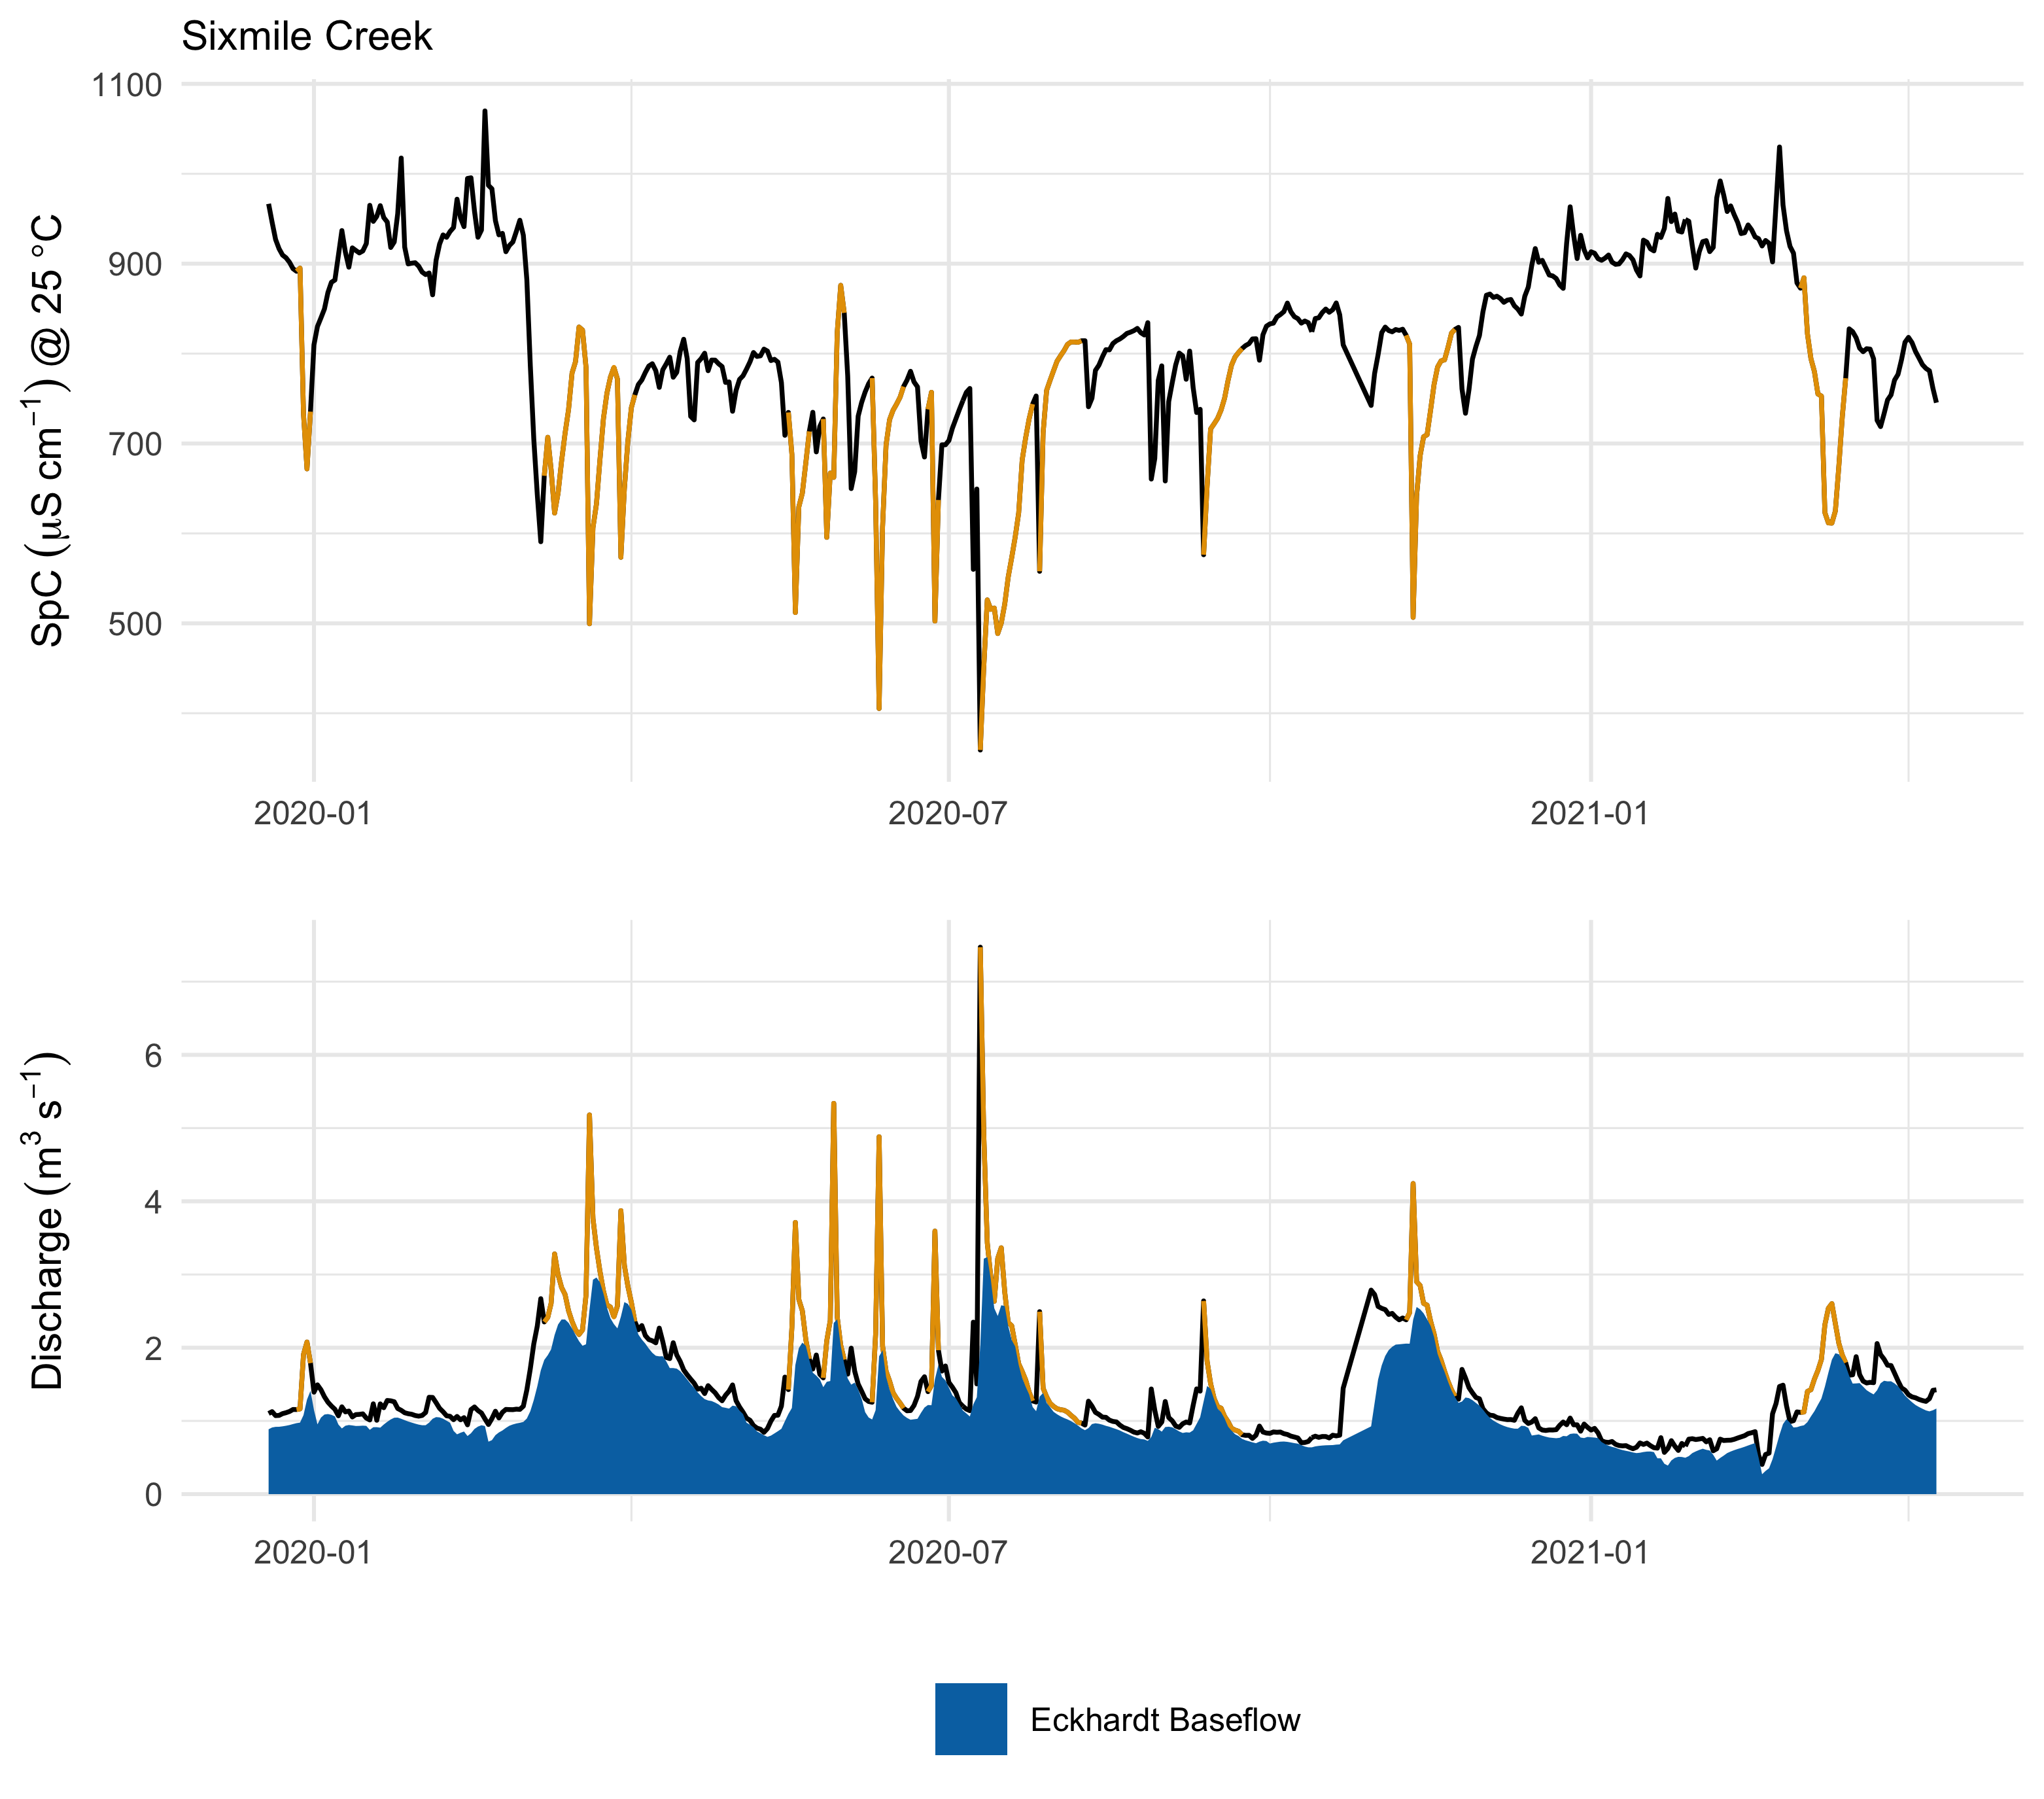 Sixmile Creek
SpC (µS cm⁻¹) @ 25 °C
1100
900
700
500
2020-01 2020-07 2021-01
Discharge (m³ s⁻¹)
6
4
2
0
2020-01 2020-07 2021-01
Eckhardt Baseflow